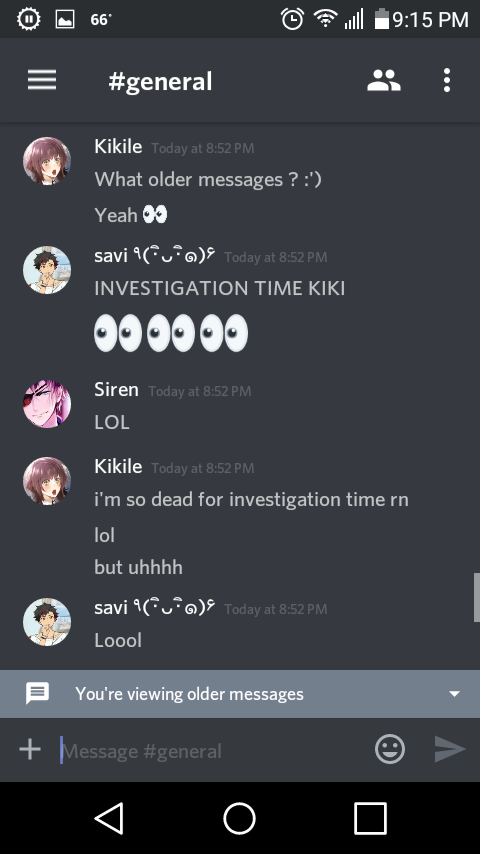 66°
9:15 PM
#general
Kikile Today at 8:52 PM
What older messages ? :')
Yeah 👀
savi ٩(･ิᴗ･ิ๑)۶ Today at 8:52 PM
INVESTIGATION TIME KIKI
👀 👀 👀
Siren Today at 8:52 PM
LOL
Kikile Today at 8:52 PM
i'm so dead for investigation time rn
lol
but uhhhh
savi ٩(･ิᴗ･ิ๑)۶ Today at 8:52 PM
Loool
You're viewing older messages
Message #general